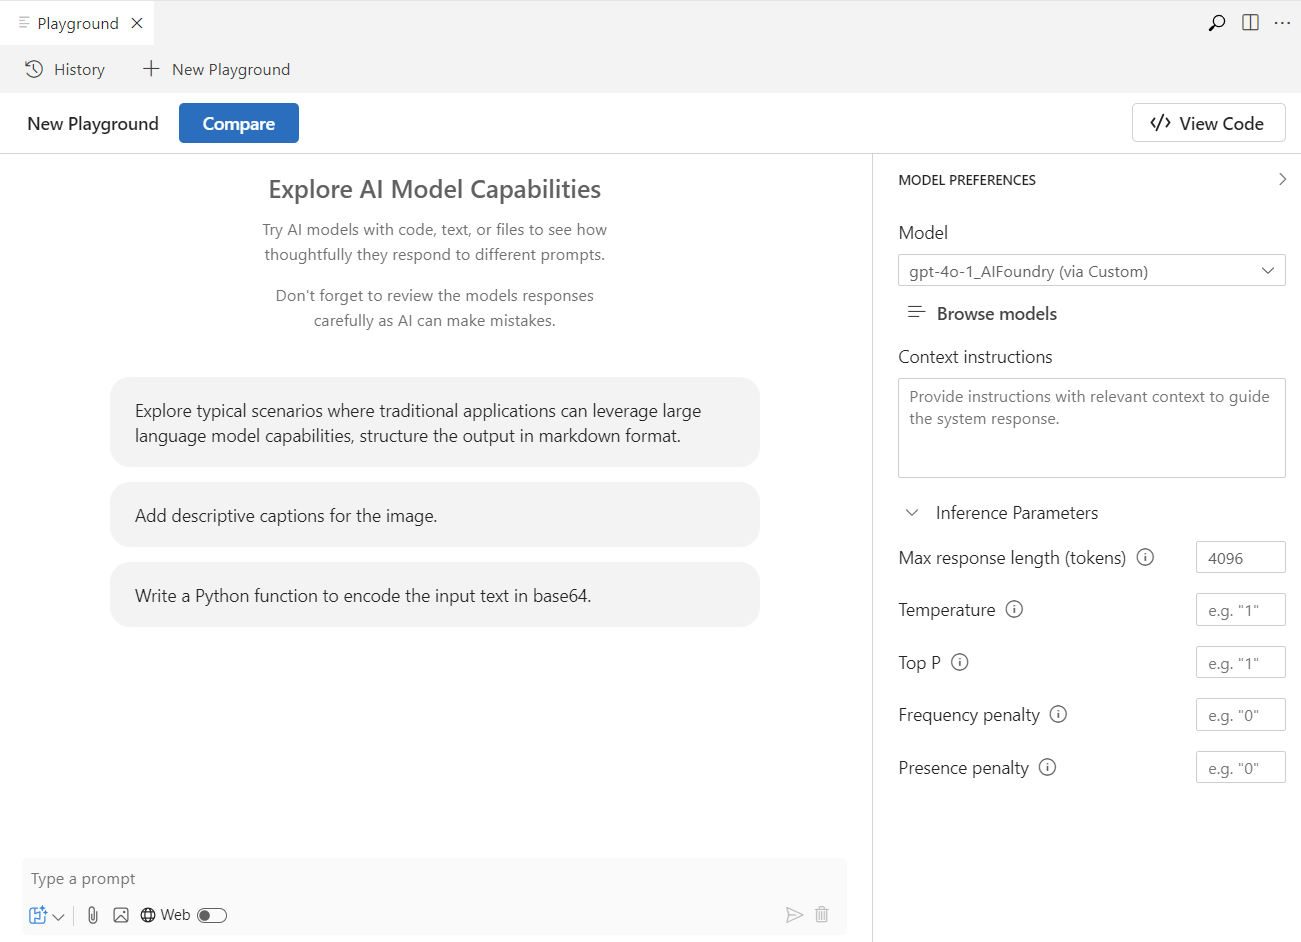 Playground
History
New Playground
New Playground
Compare
View Code
Explore AI Model Capabilities
Try AI models with code, text, or files to see how
thoughtfully they respond to different prompts.
Don't forget to review the models responses
carefully as AI can make mistakes.
Explore typical scenarios where traditional applications can leverage large
language model capabilities, structure the output in markdown format.
Add descriptive captions for the image.
Write a Python function to encode the input text in base64.
Type a prompt
Web
MODEL PREFERENCES
Model
gpt-4o-1_AIFoundry (via Custom)
Browse models
Context instructions
Provide instructions with relevant context to guide
the system response.
Inference Parameters
Max response length (tokens) 4096
Temperature e.g. "1"
Top P e.g. "1"
Frequency penalty e.g. "0"
Presence penalty e.g. "0"